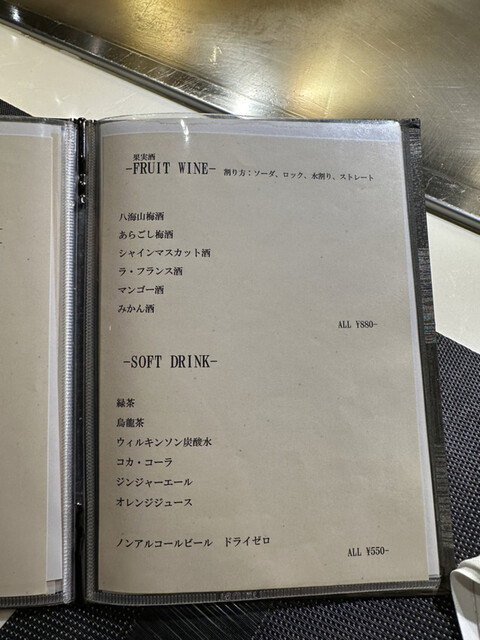 果実酒
-FRUIT WINE- 割り方：ソーダ、ロック、水割り、ストレート
八海山梅酒
あらごし梅酒
シャインマスカット酒
ラ・フランス酒
マンゴー酒
みかん酒
ALL ¥880-
-SOFT DRINK-
緑茶
烏龍茶
ウィルキンソン炭酸水
コカ・コーラ
ジンジャーエール
オレンジジュース
ノンアルコールビール　ドライゼロ
ALL ¥550-